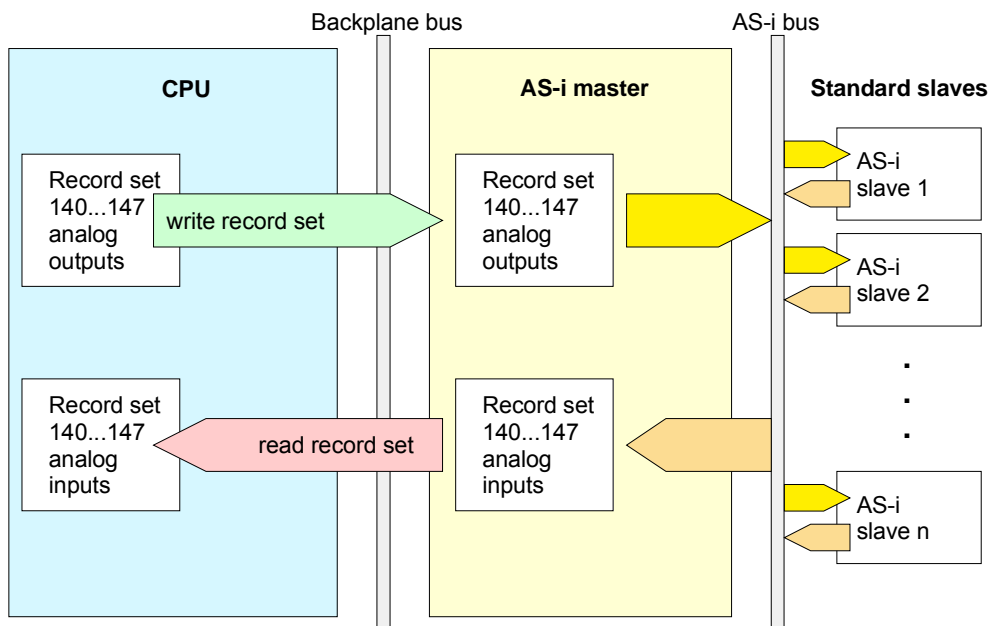 Backplane bus
AS-i bus
CPU
AS-i master
Standard slaves
Record set
140...147
analog
outputs
write record set
Record set
140...147
analog
outputs
AS-i
slave 1
AS-i
slave 2
.
.
.
Record set
140...147
analog
inputs
read record set
Record set
140...147
analog
inputs
AS-i
slave n